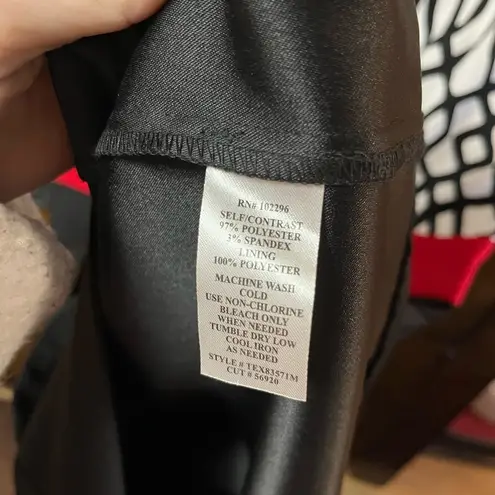 RN# 102296
SELF/CONTRAST
97% POLYESTER
3% SPANDEX
LINING
100% POLYESTER
MACHINE WASH
COLD
USE NON-CHLORINE
BLEACH ONLY
WHEN NEEDED
TUMBLE DRY LOW
COOL IRON
AS NEEDED
STYLE # TEX83571M
CUT # 56920